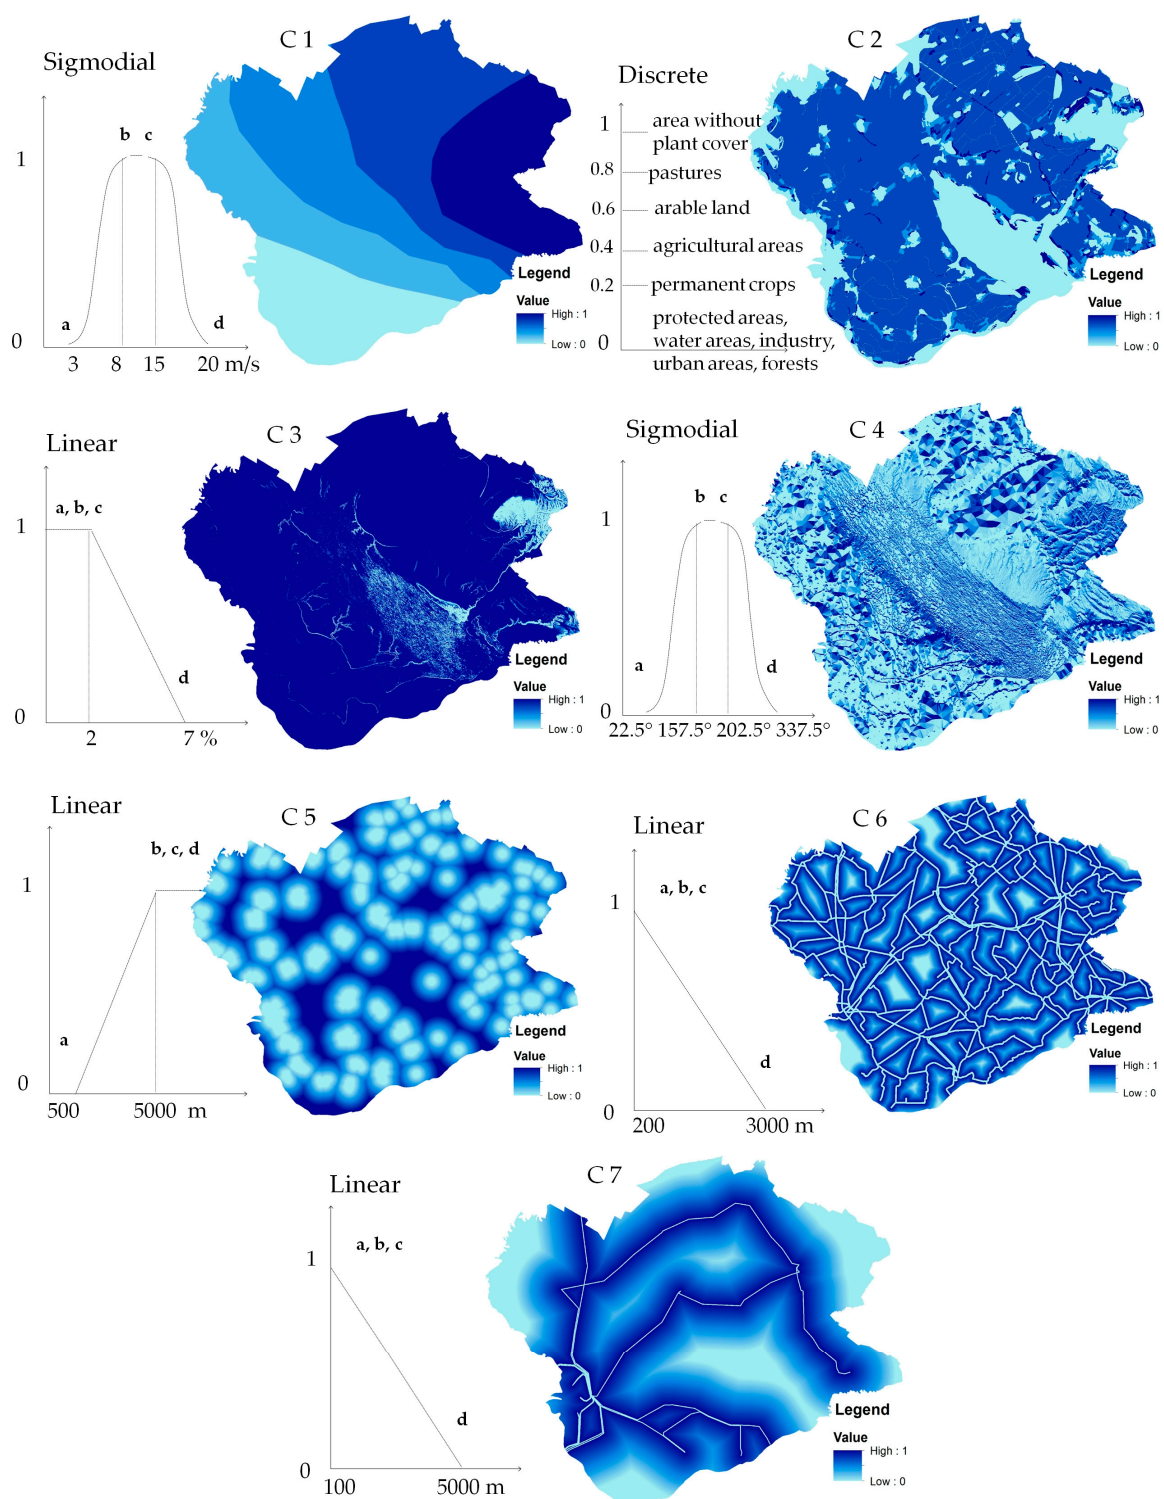 C 1
Sigmodial
b c
1
a
d
0
3 8 15 20 m/s
Legend
Value
High : 1
Low : 0
C 2
Discrete
1
area without
plant cover
0.8
pastures
0.6
arable land
0.4
agricultural areas
0.2
permanent crops
0
protected areas,
water areas, industry,
urban areas, forests
Legend
Value
High : 1
Low : 0
C 3
Linear
a, b, c
1
d
0
2 7 %
Legend
Value
High : 1
Low : 0
C 4
Sigmodial
b c
1
a
d
0
22.5° 157.5° 202.5° 337.5°
Legend
Value
High : 1
Low : 0
C 5
Linear
b, c, d
1
a
0
500 5000 m
Legend
Value
High : 1
Low : 0
C 6
Linear
a, b, c
1
d
0
200 3000 m
Legend
Value
High : 1
Low : 0
C 7
Linear
a, b, c
1
d
0
100 5000 m
Legend
Value
High : 1
Low : 0